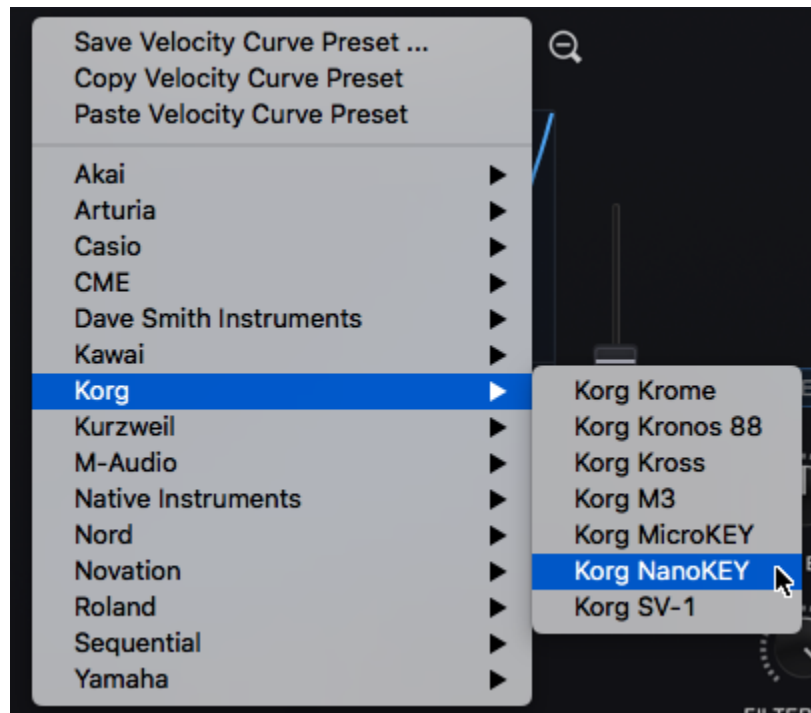 Save Velocity Curve Preset ...
Copy Velocity Curve Preset
Paste Velocity Curve Preset
Akai
Arturia
Casio
CME
Dave Smith Instruments
Kawai
Korg
Kurzweil
M-Audio
Native Instruments
Nord
Novation
Roland
Sequential
Yamaha
Korg Krome
Korg Kronos 88
Korg Kross
Korg M3
Korg MicroKEY
Korg NanoKEY
Korg SV-1